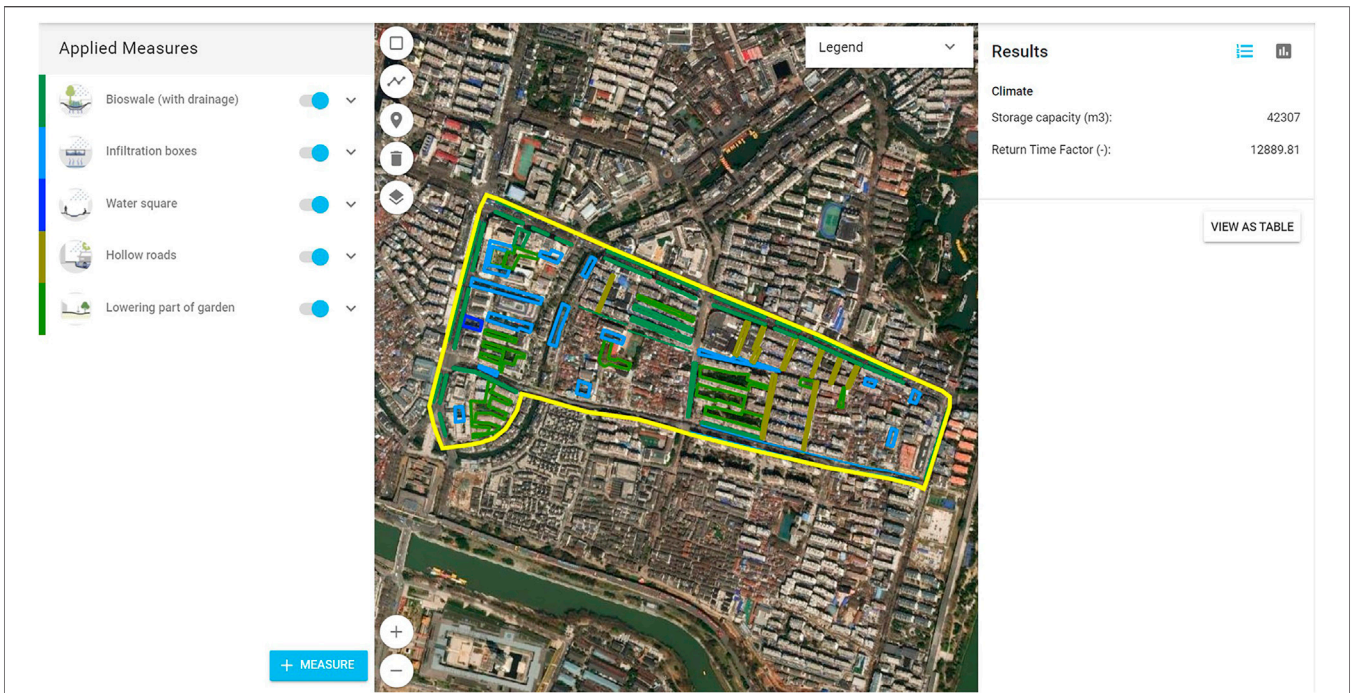 Applied Measures
Bioswale (with drainage)
Infiltration boxes
Water square
Hollow roads
Lowering part of garden
+ MEASURE
Legend
Results
Climate
Storage capacity (m3): 42307
Return Time Factor (-): 12889.81
VIEW AS TABLE